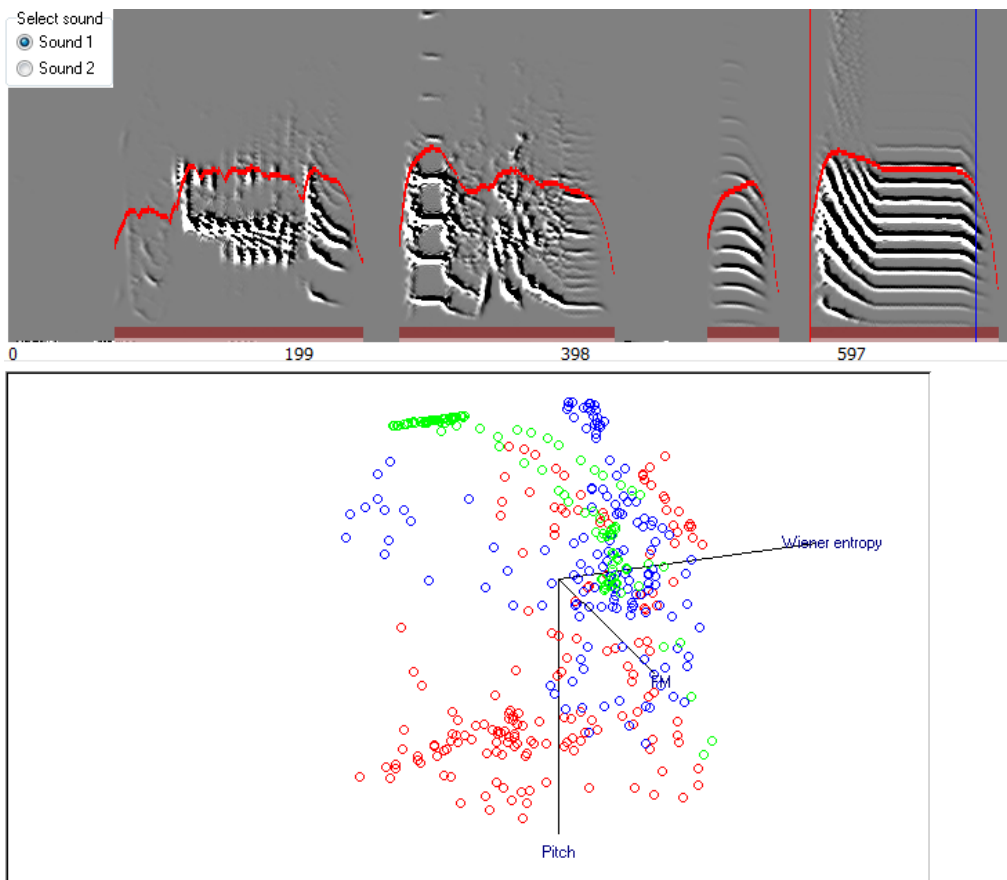 Select sound
Sound 1
Sound 2
0 199 398 597
Wiener entropy
FM
Pitch